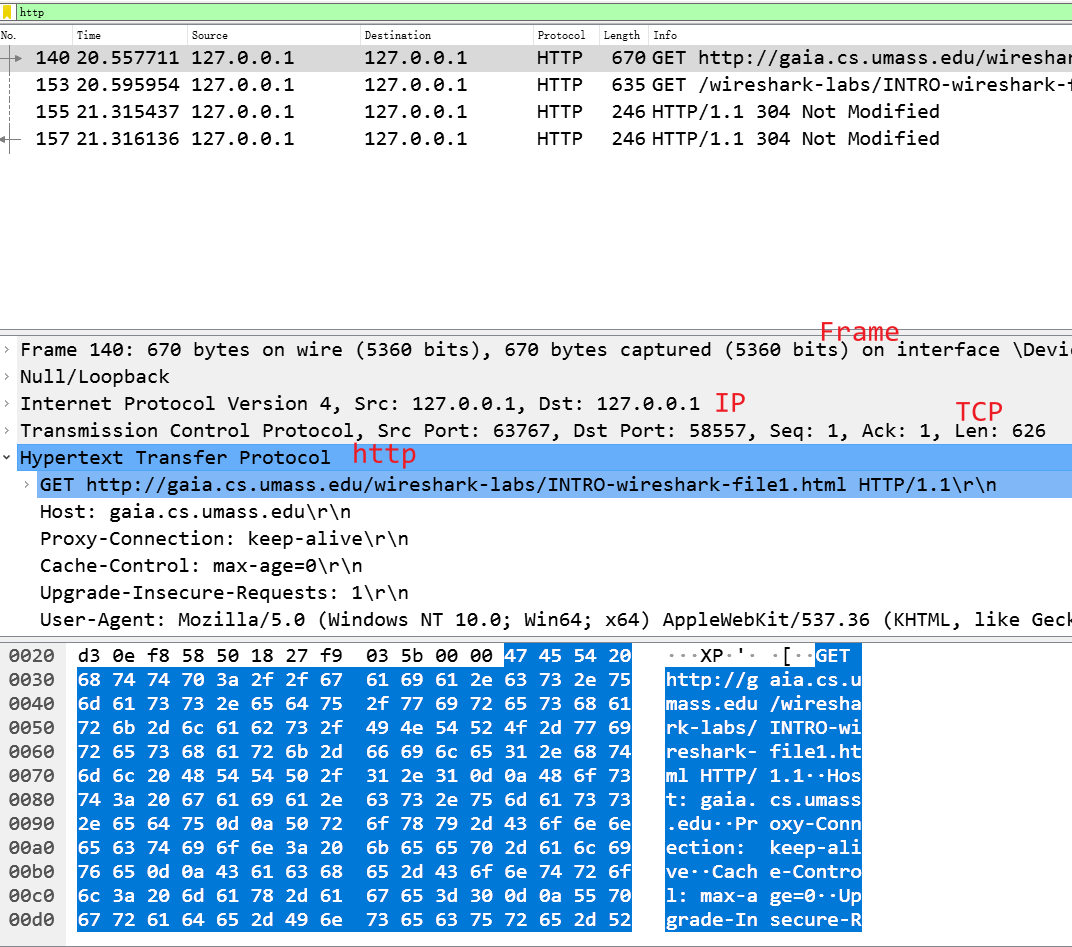 http
No. Time Source Destination Protocol Length Info
140 20.557711 127.0.0.1 127.0.0.1 HTTP 670 GET http://gaia.cs.umass.edu/wireshar
153 20.595954 127.0.0.1 127.0.0.1 HTTP 635 GET /wireshark-labs/INTRO-wireshark-f
155 21.315437 127.0.0.1 127.0.0.1 HTTP 246 HTTP/1.1 304 Not Modified
157 21.316136 127.0.0.1 127.0.0.1 HTTP 246 HTTP/1.1 304 Not Modified
Frame
Frame 140: 670 bytes on wire (5360 bits), 670 bytes captured (5360 bits) on interface \Devi
Null/Loopback
Internet Protocol Version 4, Src: 127.0.0.1, Dst: 127.0.0.1 IP
TCP
Transmission Control Protocol, Src Port: 63767, Dst Port: 58557, Seq: 1, Ack: 1, Len: 626
Hypertext Transfer Protocol http
GET http://gaia.cs.umass.edu/wireshark-labs/INTRO-wireshark-file1.html HTTP/1.1\r\n
Host: gaia.cs.umass.edu\r\n
Proxy-Connection: keep-alive\r\n
Cache-Control: max-age=0\r\n
Upgrade-Insecure-Requests: 1\r\n
User-Agent: Mozilla/5.0 (Windows NT 10.0; Win64; x64) AppleWebKit/537.36 (KHTML, like Geck
0020 d3 0e f8 58 50 18 27 f9 03 5b 00 00 47 45 54 20 ···XP·'· ·[··GET
0030 68 74 74 70 3a 2f 2f 67 61 69 61 2e 63 73 2e 75 http://g aia.cs.u
0040 6d 61 73 73 2e 65 64 75 2f 77 69 72 65 73 68 61 mass.edu /wiresha
0050 72 6b 2d 6c 61 62 73 2f 49 4e 54 52 4f 2d 77 69 rk-labs/ INTRO-wi
0060 72 65 73 68 61 72 6b 2d 66 69 6c 65 31 2e 68 74 reshark- file1.ht
0070 6d 6c 20 48 54 54 50 2f 31 2e 31 0d 0a 48 6f 73 ml HTTP/ 1.1··Hos
0080 74 3a 20 67 61 69 61 2e 63 73 2e 75 6d 61 73 73 t: gaia. cs.umass
0090 2e 65 64 75 0d 0a 50 72 6f 78 79 2d 43 6f 6e 6e .edu··Pr oxy-Conn
00a0 65 63 74 69 6f 6e 3a 20 6b 65 65 70 2d 61 6c 69 ection: keep-ali
00b0 76 65 0d 0a 43 61 63 68 65 2d 43 6f 6e 74 72 6f ve··Cach e-Contro
00c0 6c 3a 20 6d 61 78 2d 61 67 65 3d 30 0d 0a 55 70 l: max-a ge=0··Up
00d0 67 72 61 64 65 2d 49 6e 73 65 63 75 72 65 2d 52 grade-In secure-R